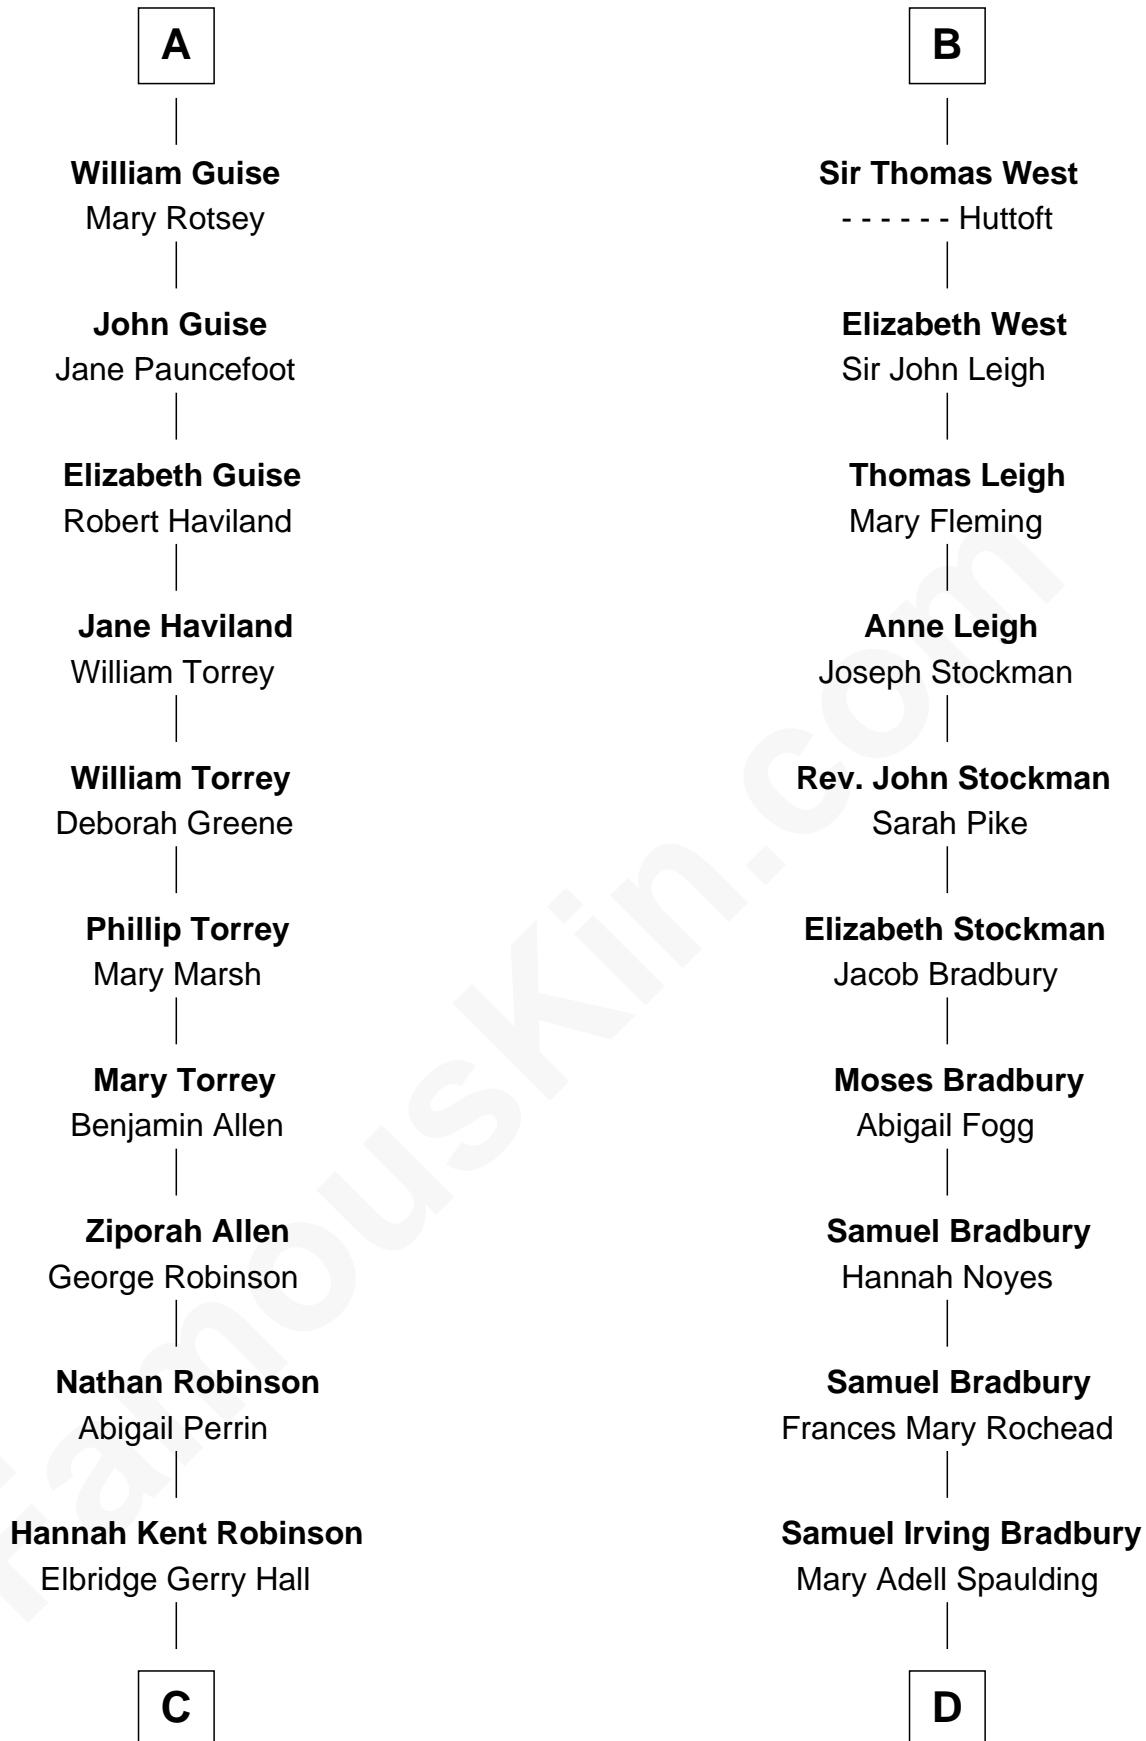 A
William Guise
Mary Rotsey
John Guise
Jane Pauncefoot
Elizabeth Guise
Robert Haviland
Jane Haviland
William Torrey
William Torrey
Deborah Greene
Phillip Torrey
Mary Marsh
Mary Torrey
Benjamin Allen
Ziporah Allen
George Robinson
Nathan Robinson
Abigail Perrin
Hannah Kent Robinson
Elbridge Gerry Hall
C
B
Sir Thomas West
- - - - - - Huttoft
Elizabeth West
Sir John Leigh
Thomas Leigh
Mary Fleming
Anne Leigh
Joseph Stockman
Rev. John Stockman
Sarah Pike
Elizabeth Stockman
Jacob Bradbury
Moses Bradbury
Abigail Fogg
Samuel Bradbury
Hannah Noyes
Samuel Bradbury
Frances Mary Rochead
Samuel Irving Bradbury
Mary Adell Spaulding
D
FamousKin.com